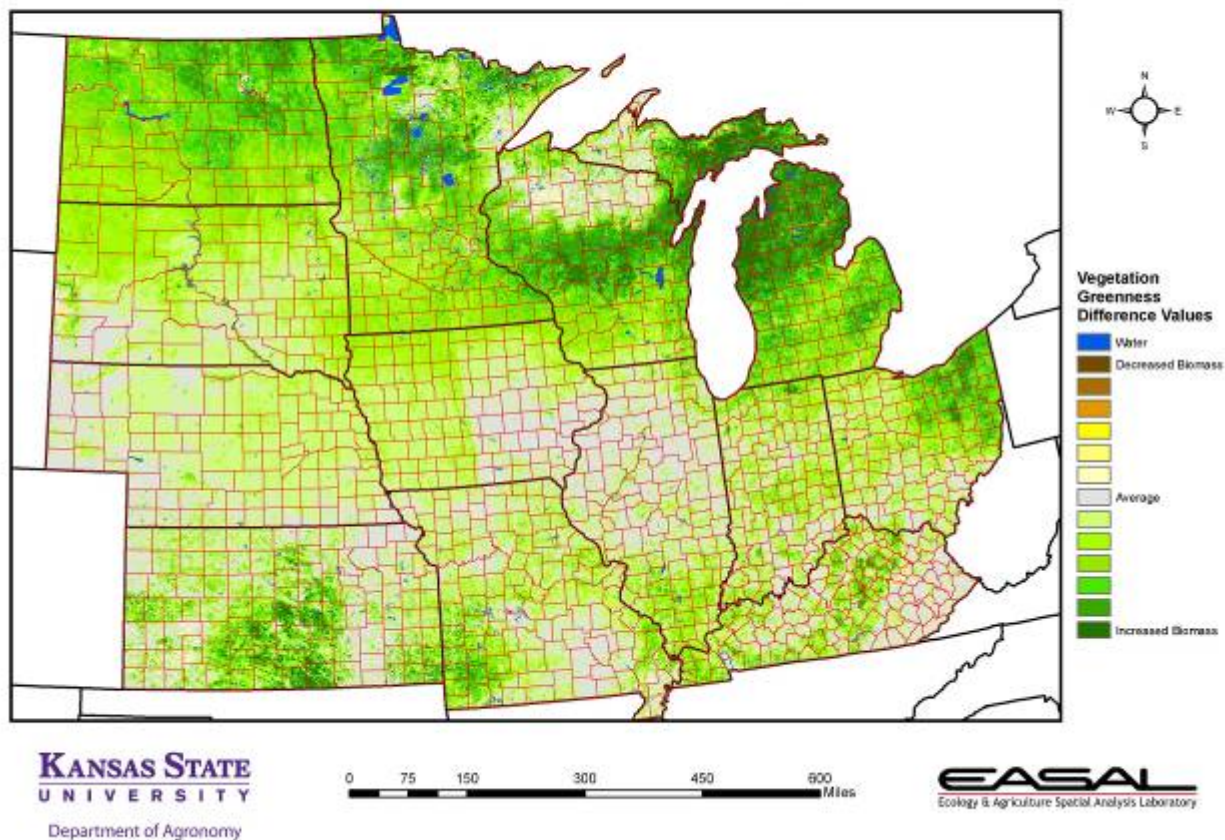 N
W
E
S
Vegetation
Greenness
Difference Values
Water
Decreased Biomass
Average
Increased Biomass
KANSAS STATE
UNIVERSITY
Department of Agronomy
0 75 150 300 450 600
Miles
EASAL
Ecology & Agriculture Spatial Analysis Laboratory